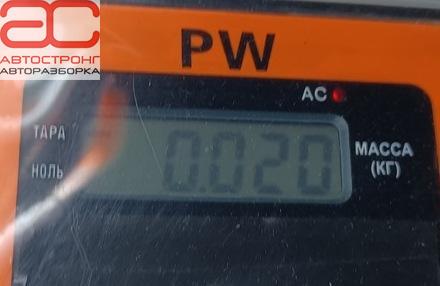 АС
АВТОСТРОНГ
АВТОРАЗБОРКА
PW
AC
ТАРА
НОЛЬ
0.020
МАССА
(КГ)